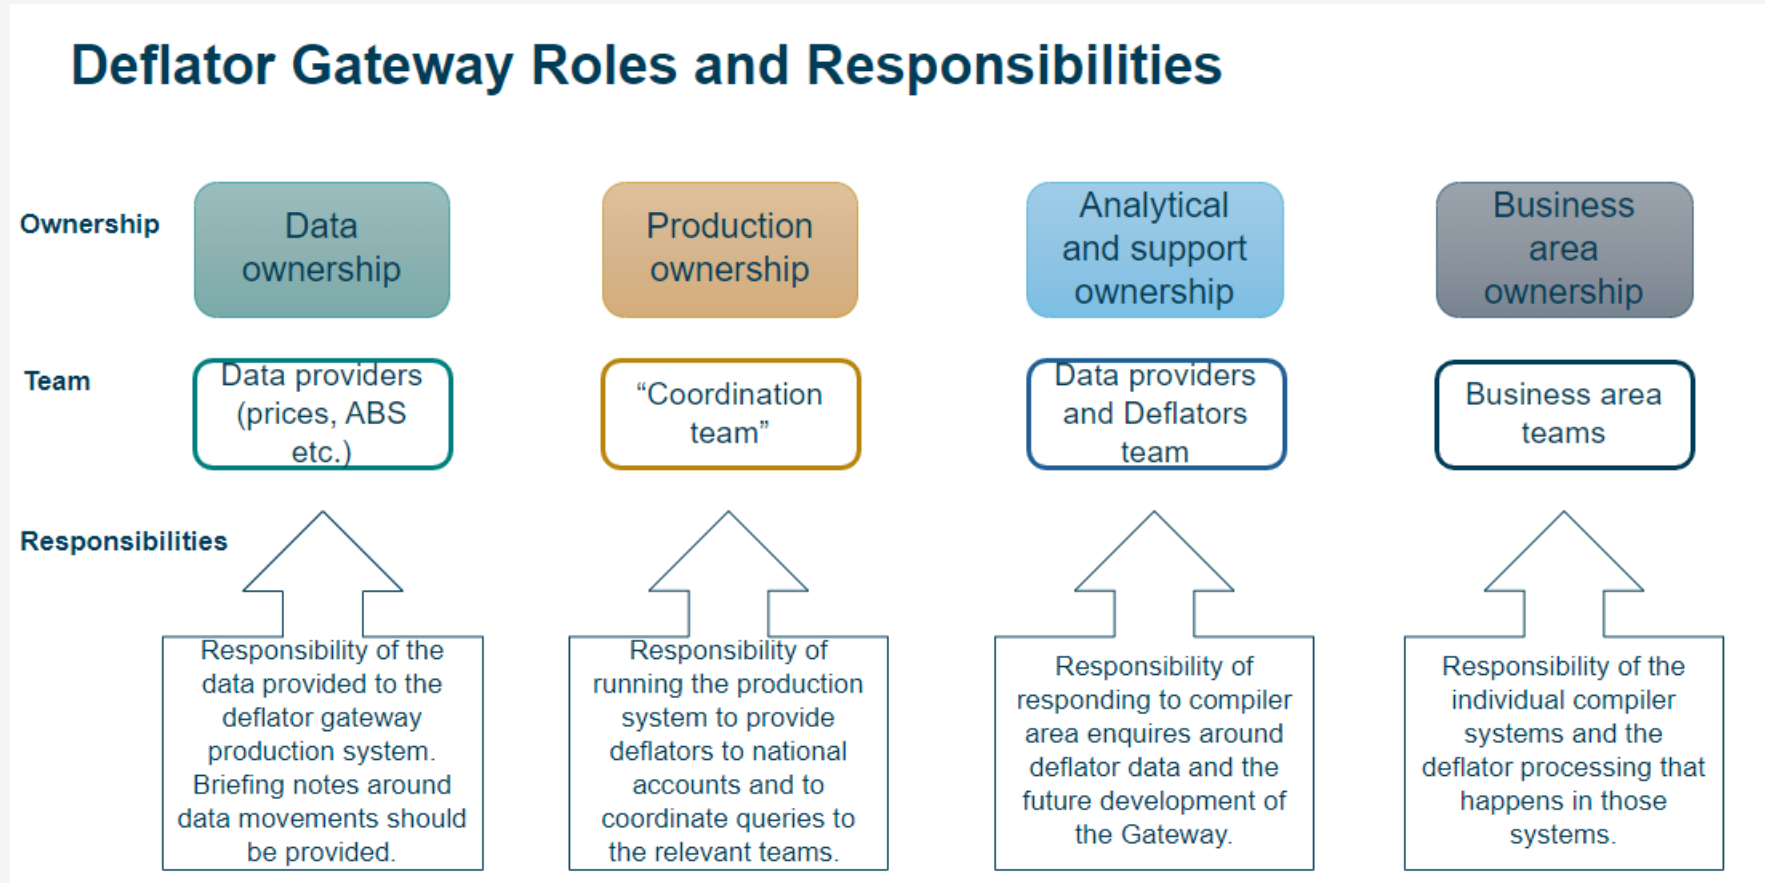 Deflator Gateway Roles and Responsibilities
Ownership
Data
ownership
Production
ownership
Analytical
and support
ownership
Business
area
ownership
Team
Data providers
(prices, ABS
etc.)
“Coordination
team”
Data providers
and Deflators
team
Business area
teams
Responsibilities
Responsibility of the
data provided to the
deflator gateway
production system.
Briefing notes around
data movements should
be provided.
Responsibility of
running the production
system to provide
deflators to national
accounts and to
coordinate queries to
the relevant teams.
Responsibility of
responding to compiler
area enquires around
deflator data and the
future development of
the Gateway.
Responsibility of the
individual compiler
systems and the
deflator processing that
happens in those
systems.